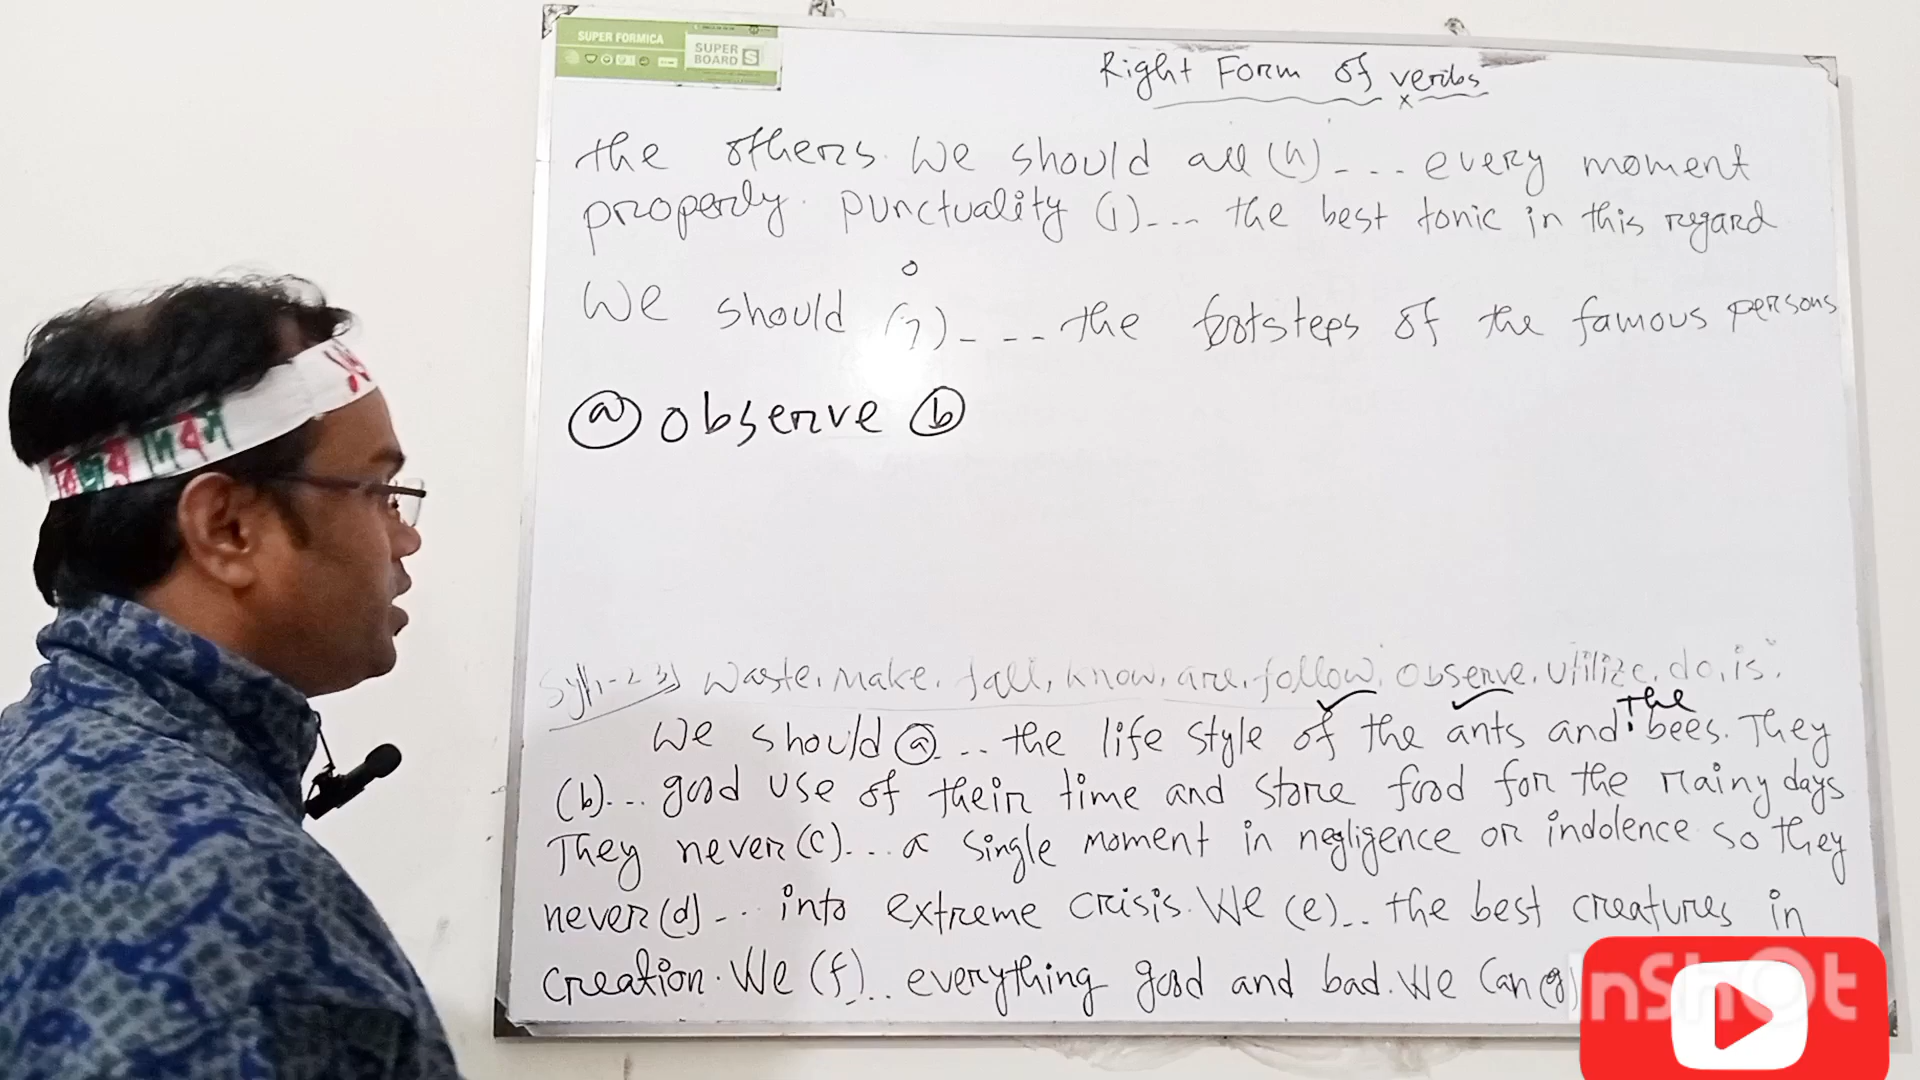 SUPER FORMICA
SUPER
BOARD S
Right Form of verbs
x
the others. We should all (h) - ... every moment
properly. punctuality (i)--.. the best tonic in this regard
We should (j) - - -- the footsteps of the famous persons
ⓐ observe ⓑ
waste, make, fall, know, are, follow, observe, utilize, do, is.
The
We should ⓐ... the life style of the ants and bees. They
(b)... good use of their time and store food for the rainy days
They never (c)... a single moment in negligence or indolence so they
never (d) -.. into extreme crisis. We (e)... the best creatures in
creation. We (f)... everything good and bad. We can (g)
InShOt
বিজয় দিবস